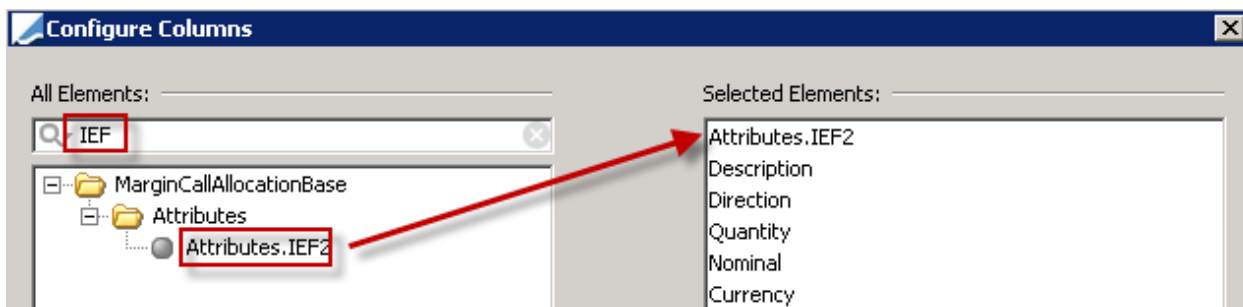 Configure Columns
All Elements:
IEF
MarginCallAllocationBase
Attributes
Attributes.IEF2
Selected Elements:
Attributes.IEF2
Description
Direction
Quantity
Nominal
Currency